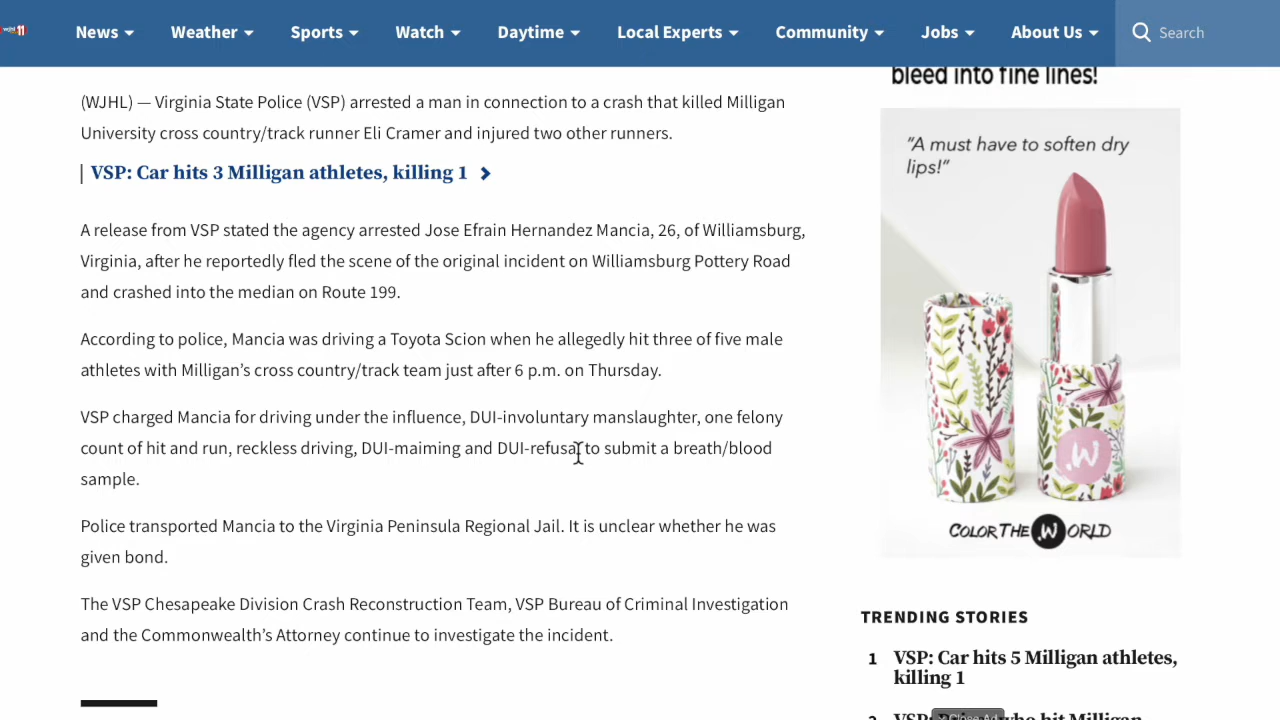 News Weather Sports Watch Daytime Local Experts Community Jobs About Us Search
(WJHL) — Virginia State Police (VSP) arrested a man in connection to a crash that killed Milligan
University cross country/track runner Eli Cramer and injured two other runners.
VSP: Car hits 3 Milligan athletes, killing 1
A release from VSP stated the agency arrested Jose Efrain Hernandez Mancia, 26, of Williamsburg,
Virginia, after he reportedly fled the scene of the original incident on Williamsburg Pottery Road
and crashed into the median on Route 199.
According to police, Mancia was driving a Toyota Scion when he allegedly hit three of five male
athletes with Milligan’s cross country/track team just after 6 p.m. on Thursday.
VSP charged Mancia for driving under the influence, DUI-involuntary manslaughter, one felony
count of hit and run, reckless driving, DUI-maiming and DUI-refusal to submit a breath/blood
sample.
Police transported Mancia to the Virginia Peninsula Regional Jail. It is unclear whether he was
given bond.
The VSP Chesapeake Division Crash Reconstruction Team, VSP Bureau of Criminal Investigation
and the Commonwealth’s Attorney continue to investigate the incident.
bleed into fine lines!
“A must have to soften dry
lips!”
.W
COLOR THE .WORLD
TRENDING STORIES
1 VSP: Car hits 5 Milligan athletes,
killing 1
Close Ad
who hit Milligan